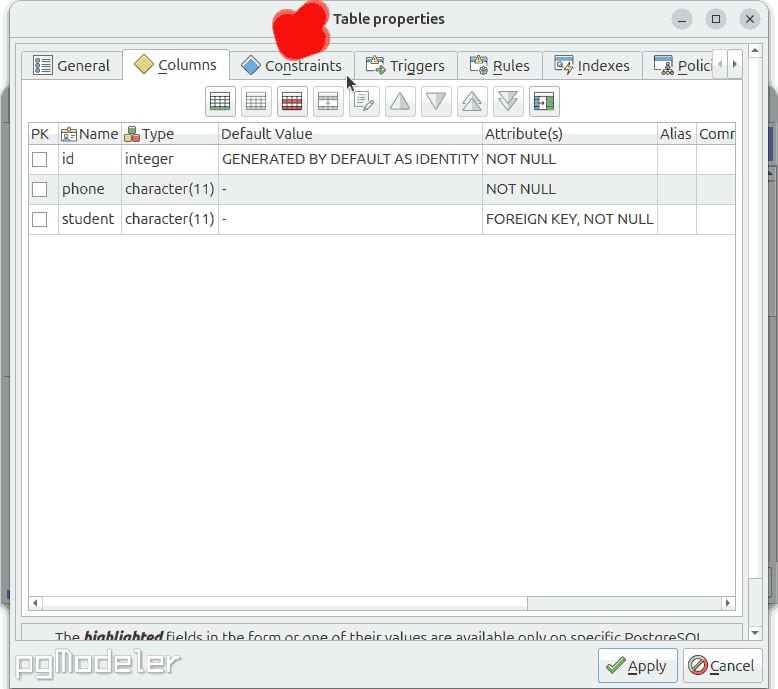 Table properties
General Columns Constraints Triggers Rules Indexes Polici
PK Name Type Default Value Attribute(s) Alias Comm
id integer GENERATED BY DEFAULT AS IDENTITY NOT NULL
phone character(11) - NOT NULL
student character(11) - FOREIGN KEY, NOT NULL
The highlighted fields in the form or one of their values are available only on specific PostgreSQL
pgModeler
Apply Cancel